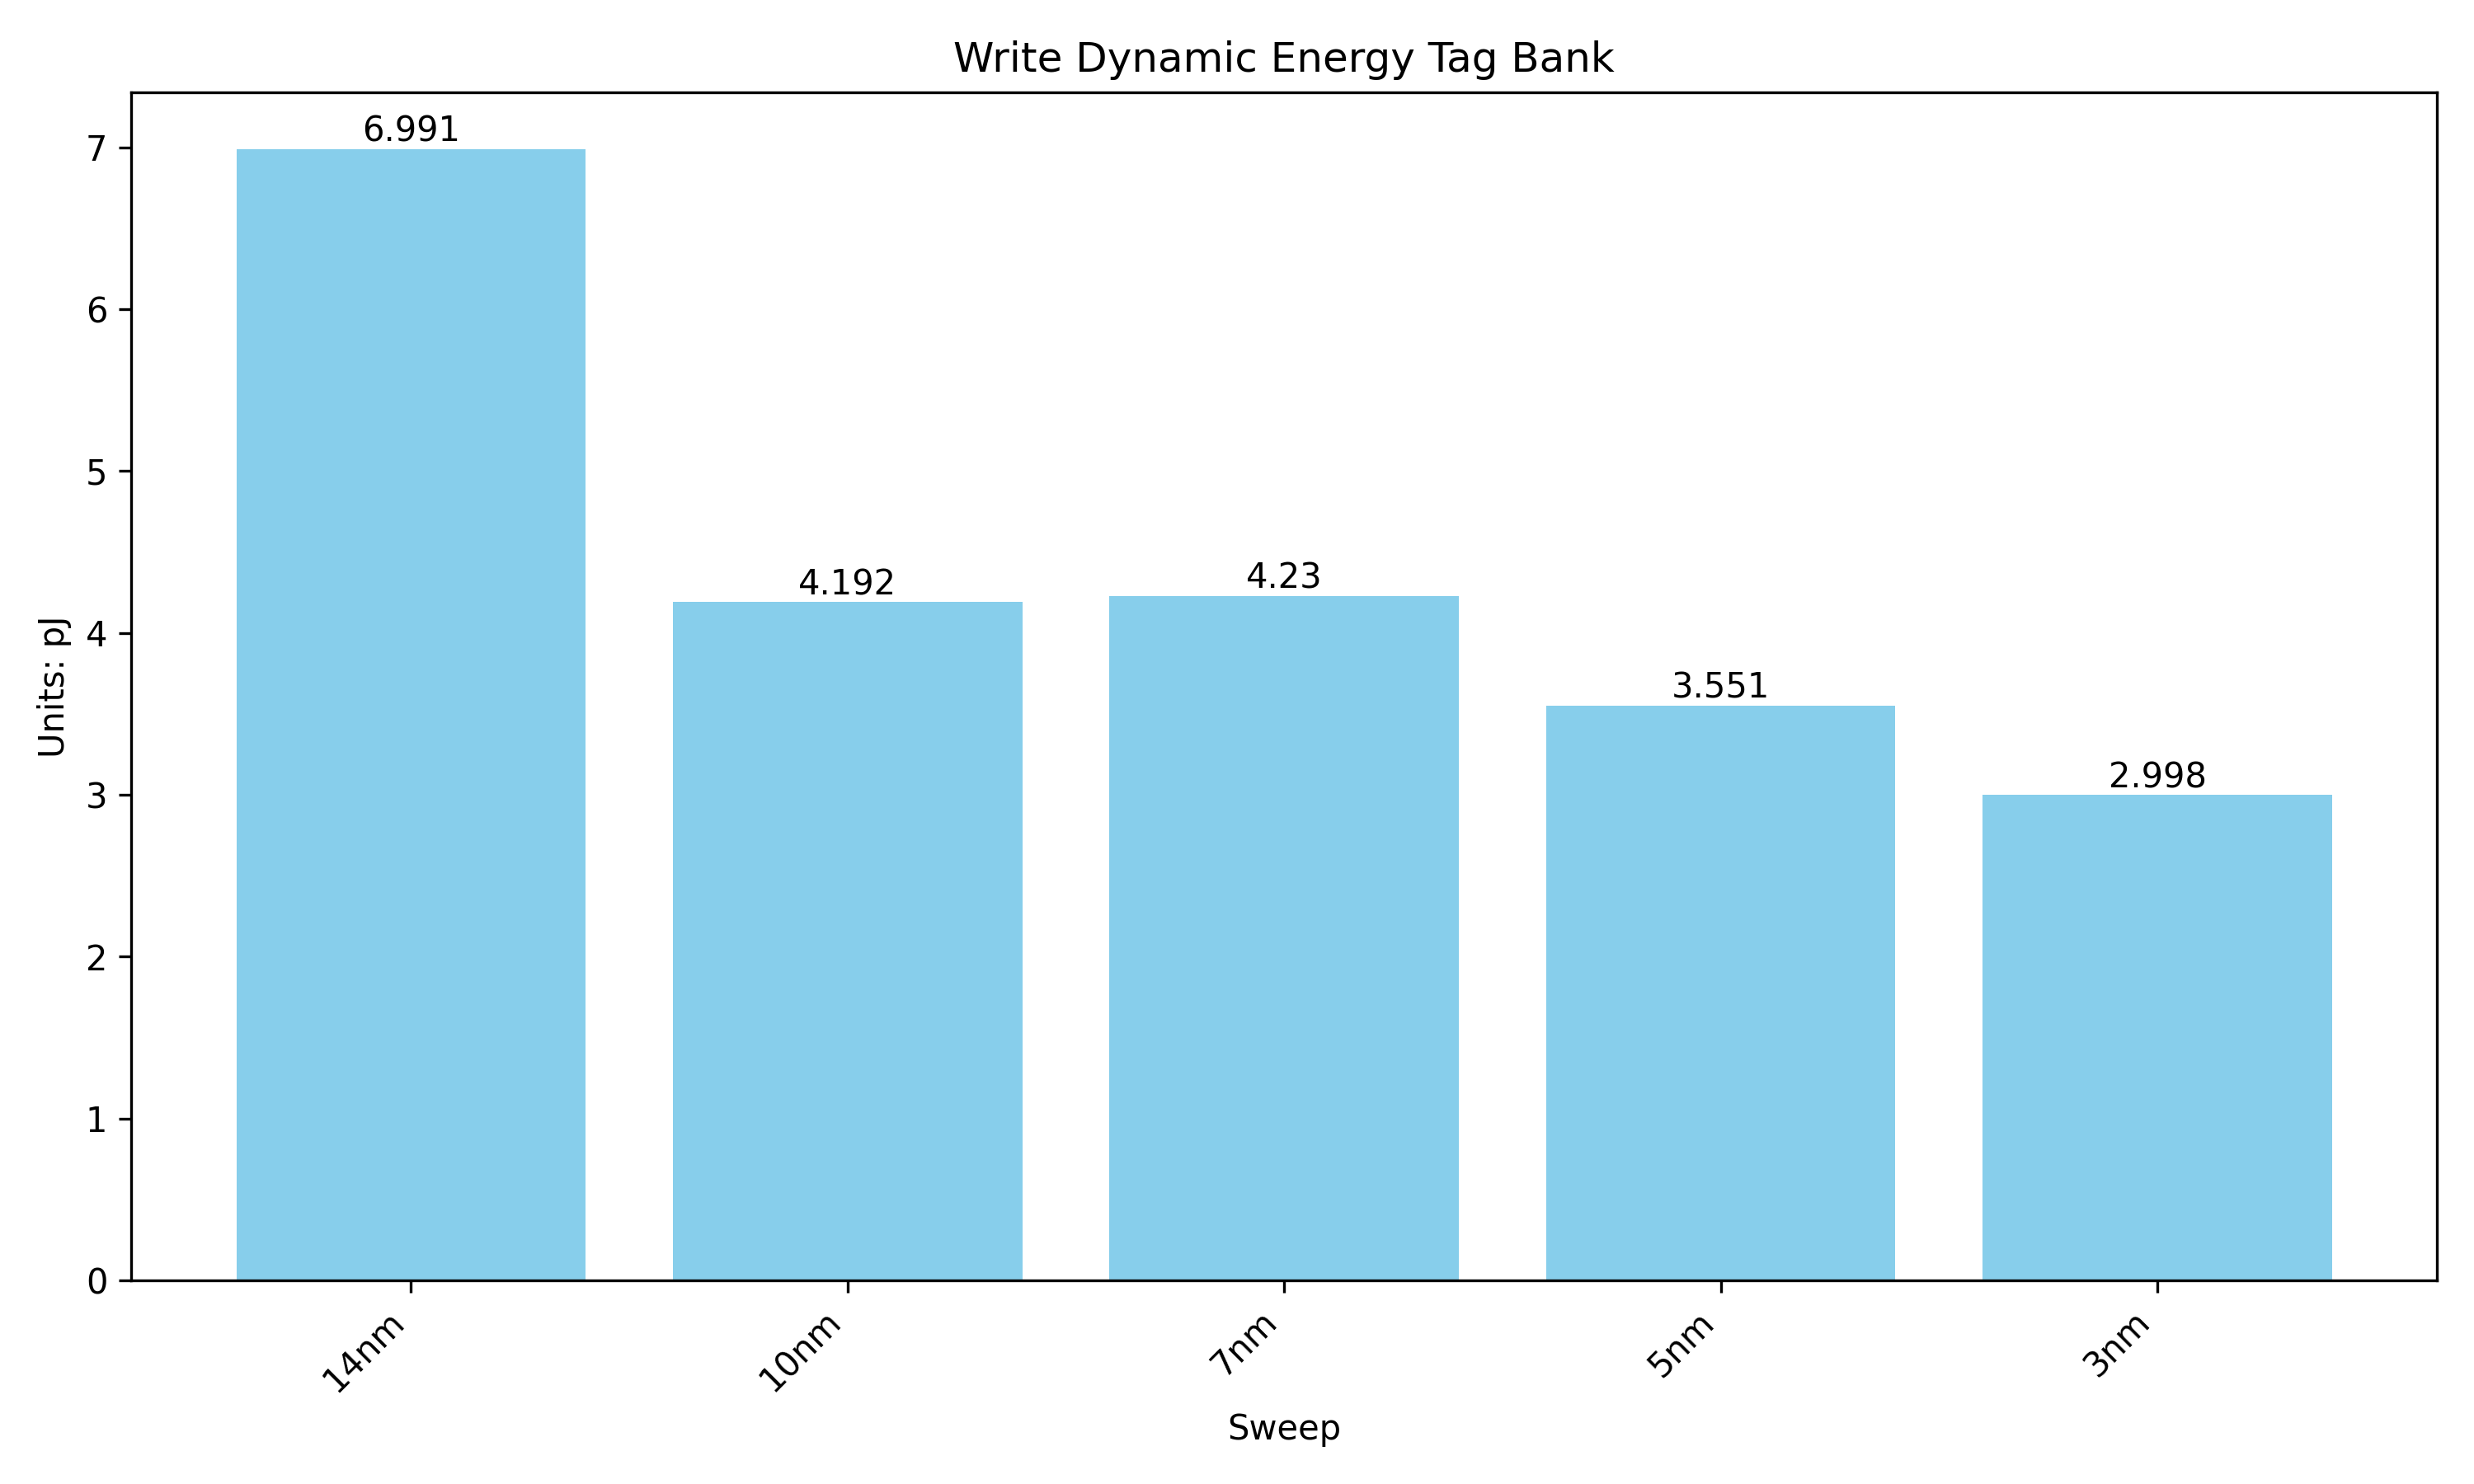 Write Dynamic Energy Tag Bank
Units: pJ
7
6
5
4
3
2
1
0
6.991
4.192
4.23
3.551
2.998
14nm
10nm
7nm
5nm
3nm
Sweep